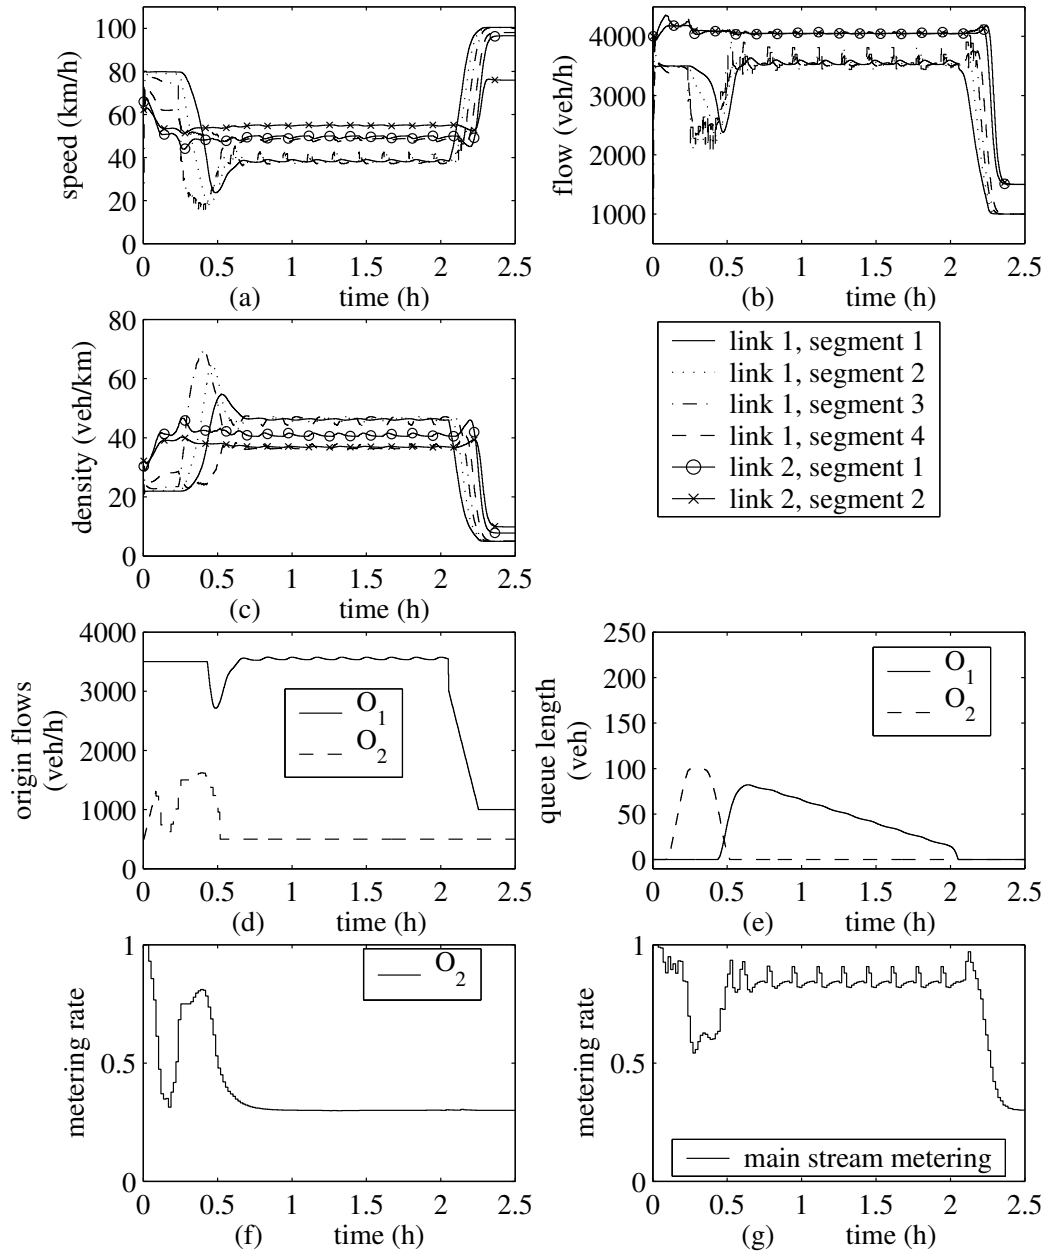 100
80
60
40
20
0
speed (km/h)
0 0.5 1 1.5 2 2.5
(a) time (h)
4000
3000
2000
1000
flow (veh/h)
0 0.5 1 1.5 2 2.5
(b) time (h)
80
60
40
20
0
density (veh/km)
0 0.5 1 1.5 2 2.5
(c) time (h)
link 1, segment 1
link 1, segment 2
link 1, segment 3
link 1, segment 4
link 2, segment 1
link 2, segment 2
4000
3000
2000
1000
0
origin flows
(veh/h)
O1
O2
0 0.5 1 1.5 2 2.5
(d) time (h)
250
200
150
100
50
0
queue length
(veh)
O1
O2
0 0.5 1 1.5 2 2.5
(e) time (h)
1
0.5
0
metering rate
O2
0 0.5 1 1.5 2 2.5
(f) time (h)
1
0.5
0
metering rate
main stream metering
0 0.5 1 1.5 2 2.5
(g) time (h)